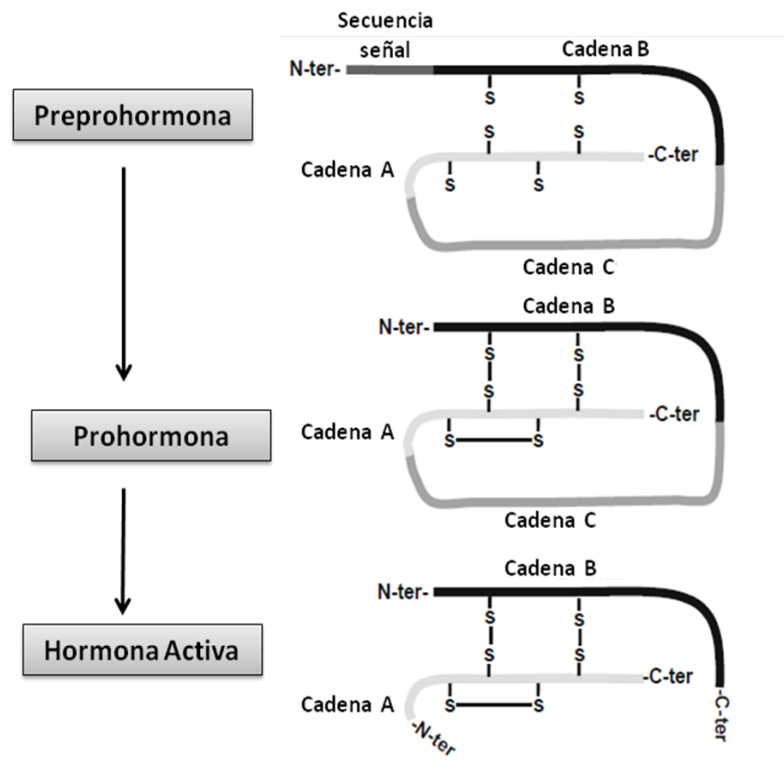 Secuencia
señal
Cadena B
N-ter-
Preprohormona
S
S
S
S
-C-ter
Cadena A
S
S
Cadena C
Cadena B
N-ter-
S
S
S
S
-C-ter
Prohormona
Cadena A
S
S
Cadena C
Cadena B
N-ter-
S
S
Hormona Activa
S
S
-C-ter
Cadena A
S
S
-C-ter
-N-ter